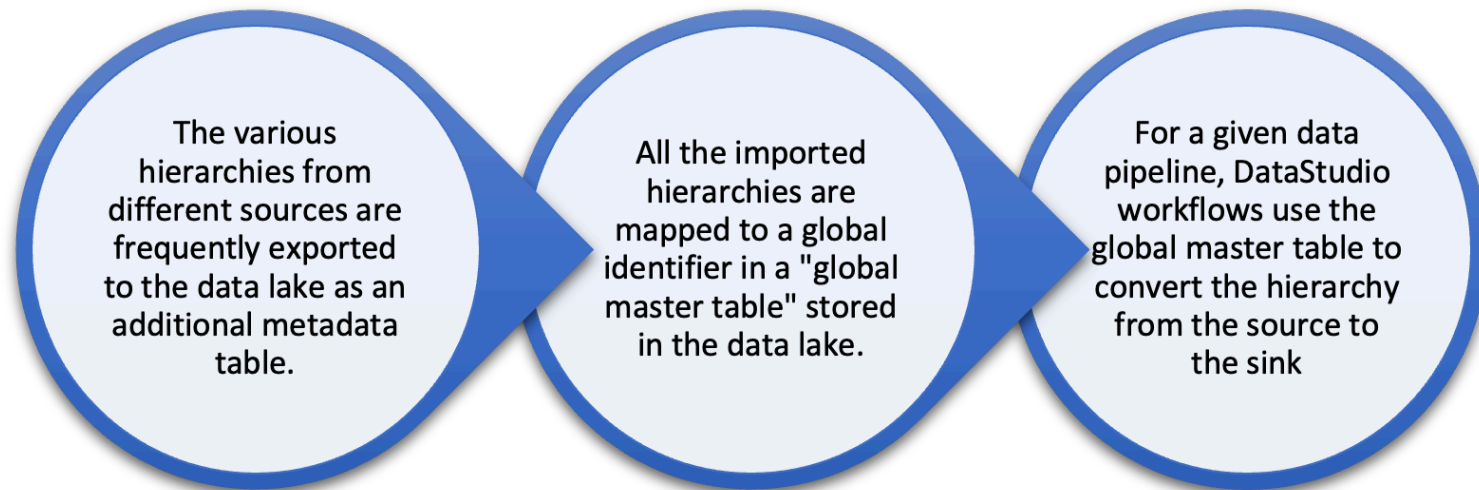 The various
hierarchies from
different sources are
frequently exported
to the data lake as an
additional metadata
table.
All the imported
hierarchies are
mapped to a global
identifier in a "global
master table" stored
in the data lake.
For a given data
pipeline, DataStudio
workflows use the
global master table to
convert the hierarchy
from the source to
the sink